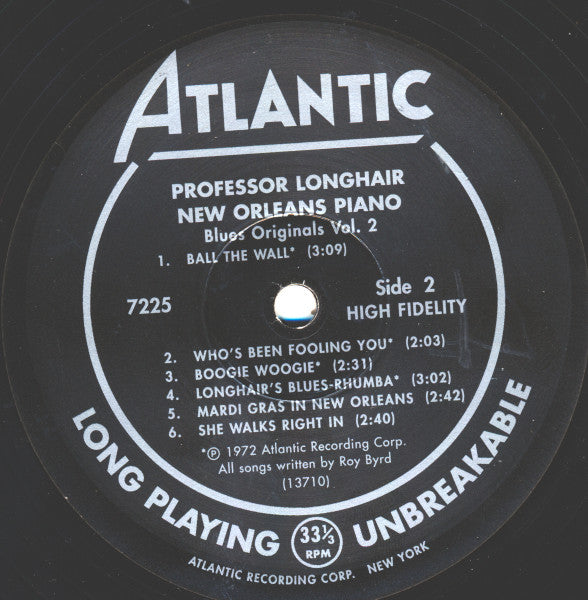 ATLANTIC
PROFESSOR LONGHAIR
NEW ORLEANS PIANO
Blues Originals Vol. 2
1. BALL THE WALL* (3:09)
7225
Side 2
HIGH FIDELITY
2. WHO'S BEEN FOOLING YOU* (2:03)
3. BOOGIE WOOGIE* (2:31)
4. LONGHAIR'S BLUES-RHUMBA* (3:02)
5. MARDI GRAS IN NEW ORLEANS (2:42)
6. SHE WALKS RIGHT IN (2:40)
*℗ 1972 Atlantic Recording Corp.
All songs written by Roy Byrd
(13710)
LONG PLAYING 33⅓ RPM UNBREAKABLE
ATLANTIC RECORDING CORP. NEW YORK